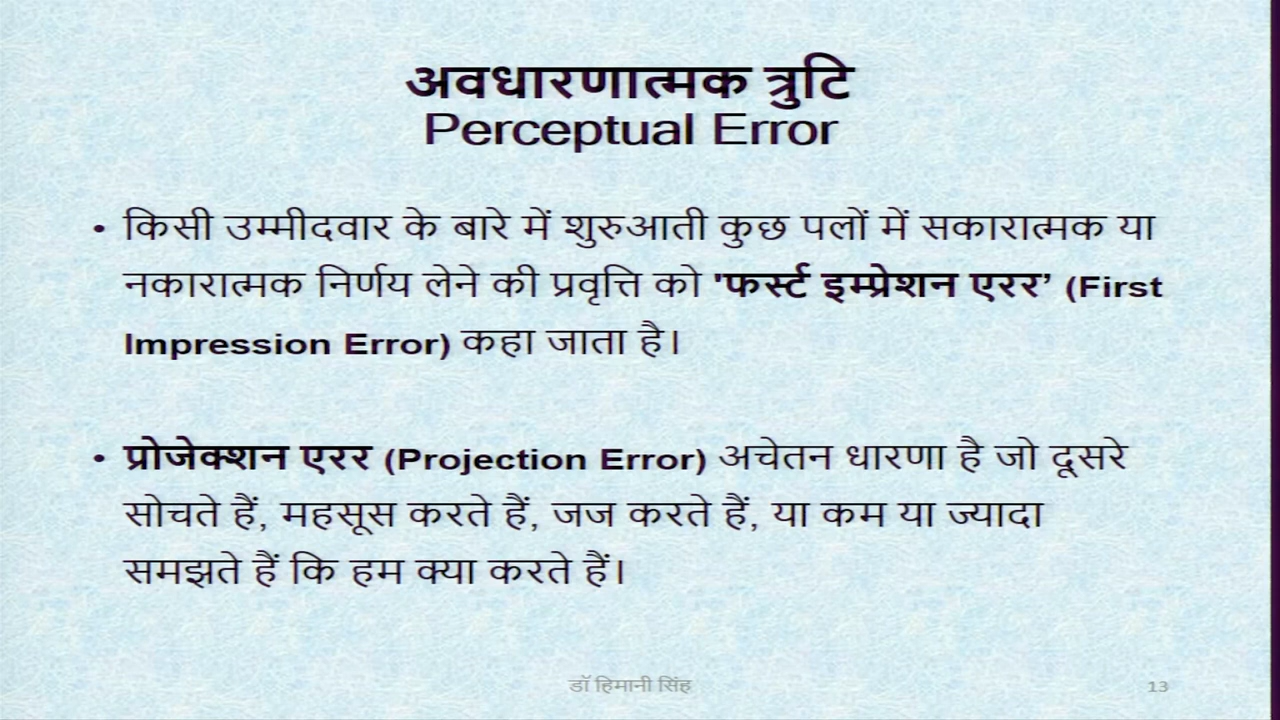 अवधारणात्मक त्रुटि
Perceptual Error
• किसी उम्मीदवार के बारे में शुरुआती कुछ पलों में सकारात्मक या
नकारात्मक निर्णय लेने की प्रवृत्ति को 'फर्स्ट इम्प्रेशन एरर’ (First
Impression Error) कहा जाता है।
• प्रोजेक्शन एरर (Projection Error) अचेतन धारणा है जो दूसरे
सोचते हैं, महसूस करते हैं, जज करते हैं, या कम या ज्यादा
समझते हैं कि हम क्या करते हैं।
डॉ हिमानी सिंह
13